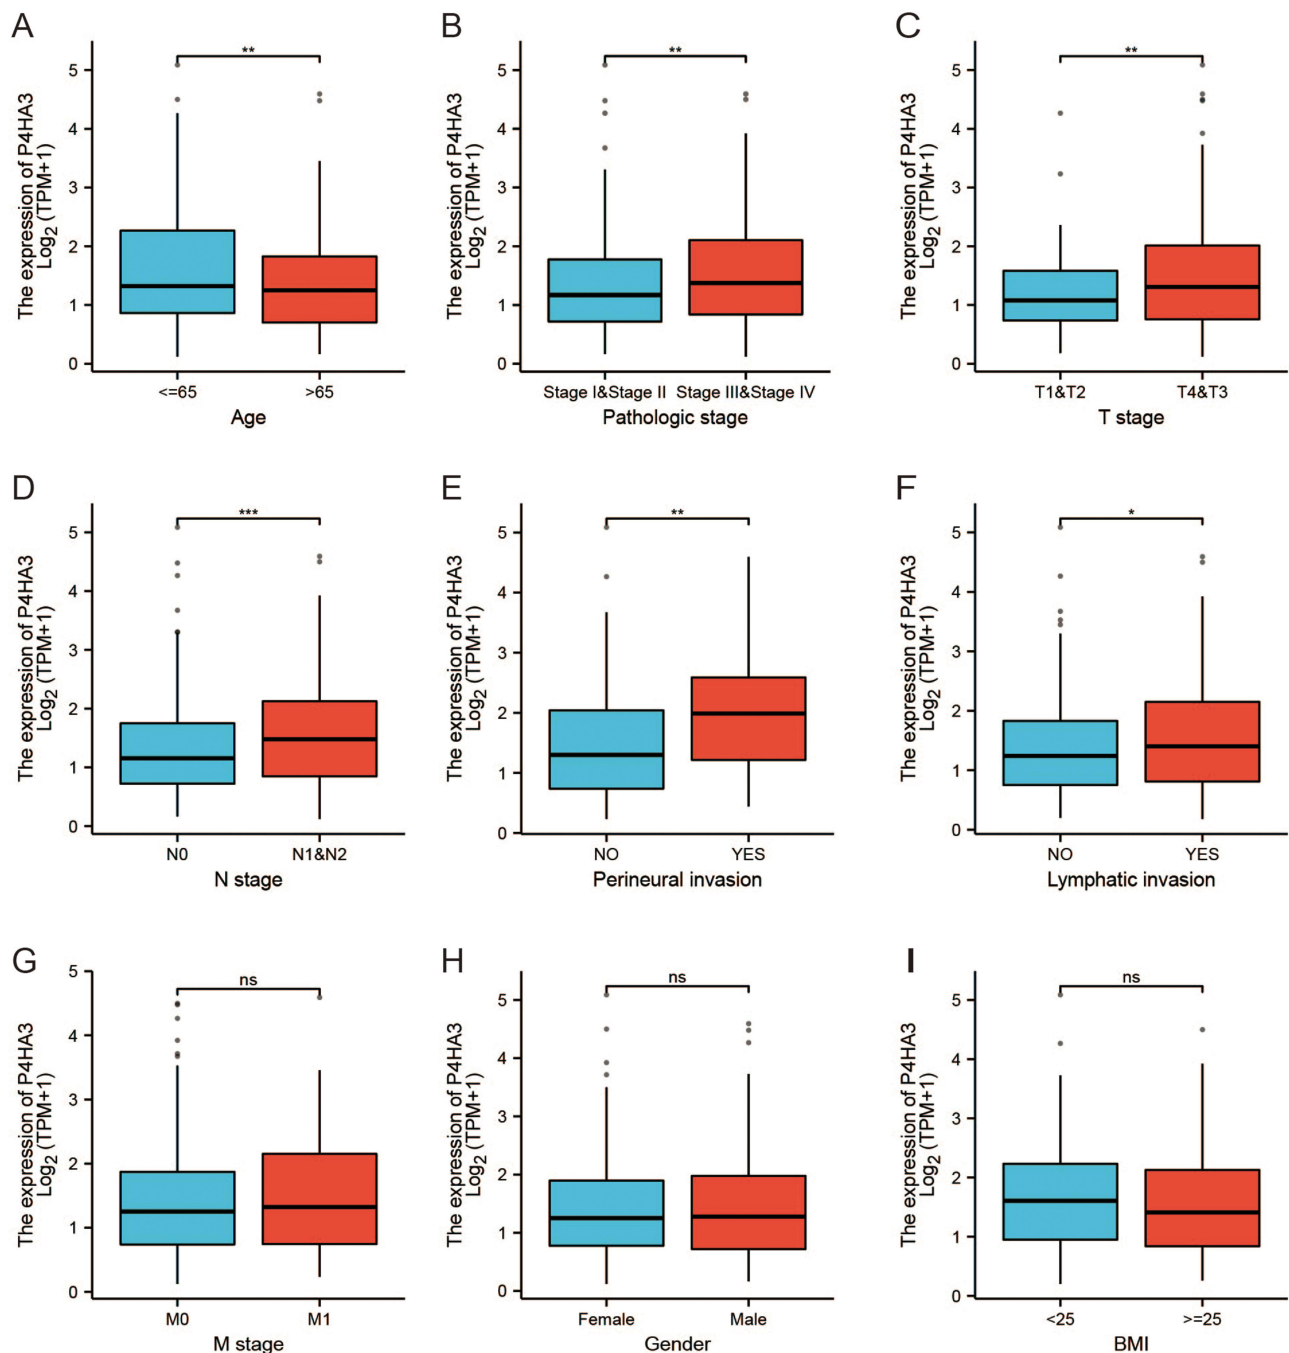 A
The expression of P4HA3
Log2 (TPM+1)
5
4
3
2
1
0
**
<=65
>65
Age
B
The expression of P4HA3
Log2 (TPM+1)
5
4
3
2
1
0
**
Stage I&Stage II
Stage III&Stage IV
Pathologic stage
C
The expression of P4HA3
Log2 (TPM+1)
5
4
3
2
1
0
**
T1&T2
T4&T3
T stage
D
The expression of P4HA3
Log2 (TPM+1)
5
4
3
2
1
0
***
N0
N1&N2
N stage
E
The expression of P4HA3
Log2 (TPM+1)
5
4
3
2
1
0
**
NO
YES
Perineural invasion
F
The expression of P4HA3
Log2 (TPM+1)
5
4
3
2
1
0
*
NO
YES
Lymphatic invasion
G
The expression of P4HA3
Log2 (TPM+1)
5
4
3
2
1
0
ns
M0
M1
M stage
H
The expression of P4HA3
Log2 (TPM+1)
5
4
3
2
1
0
ns
Female
Male
Gender
I
The expression of P4HA3
Log2 (TPM+1)
5
4
3
2
1
0
ns
<25
>=25
BMI